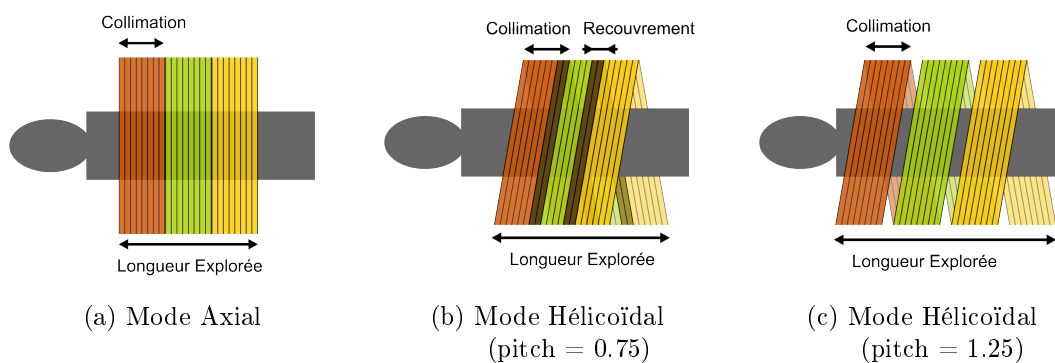 Collimation
Longueur Explorée
(a) Mode Axial
Collimation Recouvrement
Longueur Explorée
(b) Mode Hélicoïdal
(pitch = 0.75)
Collimation
Longueur Explorée
(c) Mode Hélicoïdal
(pitch = 1.25)